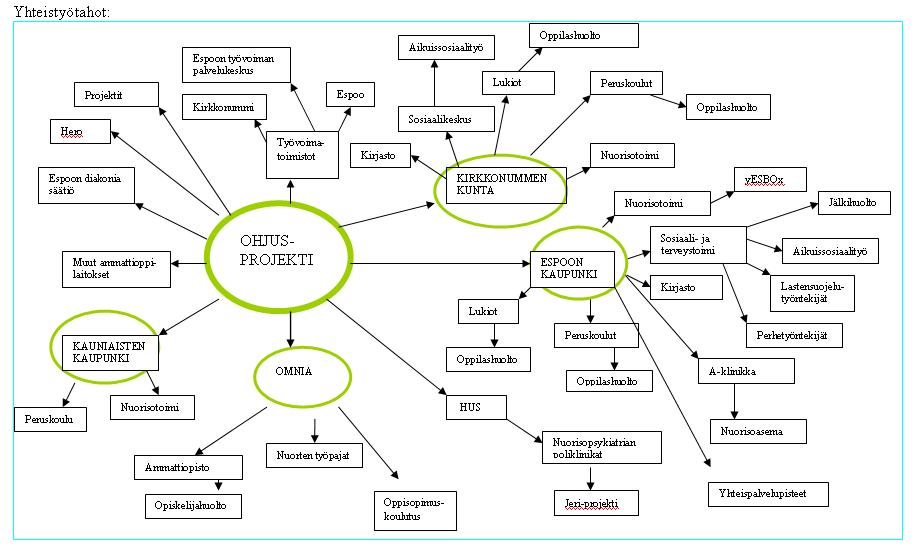 Yhteistyötahot:
Oppilashuolto
Aikuissosiaalityö
Espoon työvoiman
palvelukeskus
Lukiot
Peruskoulut
Projektit
Kirkkonummi
Espoo
Oppilashuolto
Sosiaalikeskus
Hero
Työvoima-
toimistot
Kirjasto
Nuorisotoimi
Espoon diakonia
säätiö
KIRKKONUMMEN
KUNTA
vESBOx
Nuorisotoimi
Jälkihuolto
OHJUS-
PROJEKTI
Sosiaali- ja
terveystoimi
Aikuissosiaalityö
Muut ammattioppi-
laitokset
ESPOON
KAUPUNKI
Kirjasto
Lastensuojelu-
työntekijät
Lukiot
Peruskoulut
Perhetyöntekijät
KAUNIAISTEN
KAUPUNKI
Oppilashuolto
OMNIA
A-klinikka
Oppilashuolto
Peruskoulu
Nuorisotoimi
HUS
Nuorisoasema
Nuorten työpajat
Nuorisopsykiatrian
poliklinikat
Ammattiopisto
Yhteispalvelupisteet
Opiskelijahuolto
Oppisopimus-
koulutus
Jeri-projekti